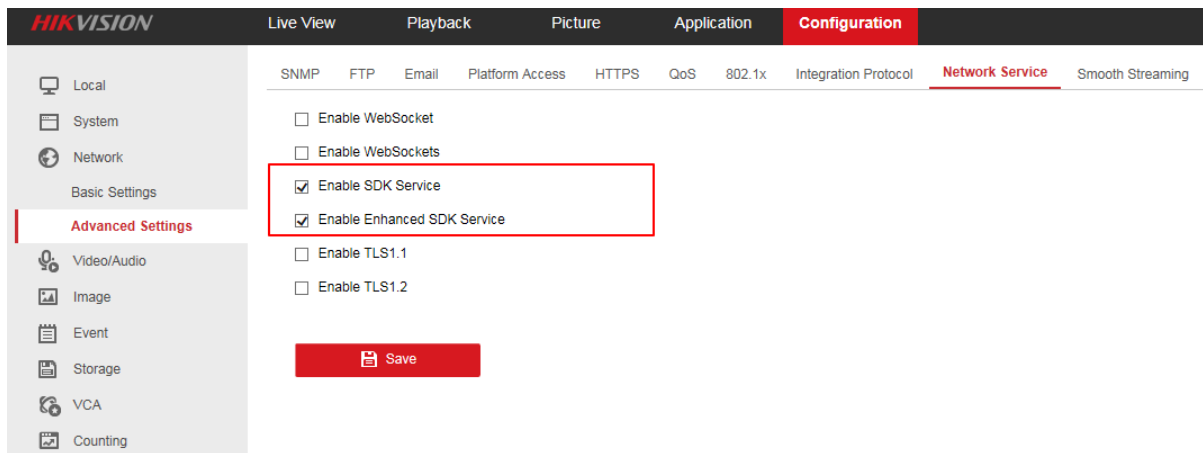 HIKVISION
Live View Playback Picture Application Configuration
SNMP FTP Email Platform Access HTTPS QoS 802.1x Integration Protocol Network Service Smooth Streaming
Local
System
Network
Basic Settings
Advanced Settings
Video/Audio
Image
Event
Storage
VCA
Counting
Enable WebSocket
Enable WebSockets
Enable SDK Service
Enable Enhanced SDK Service
Enable TLS1.1
Enable TLS1.2
Save